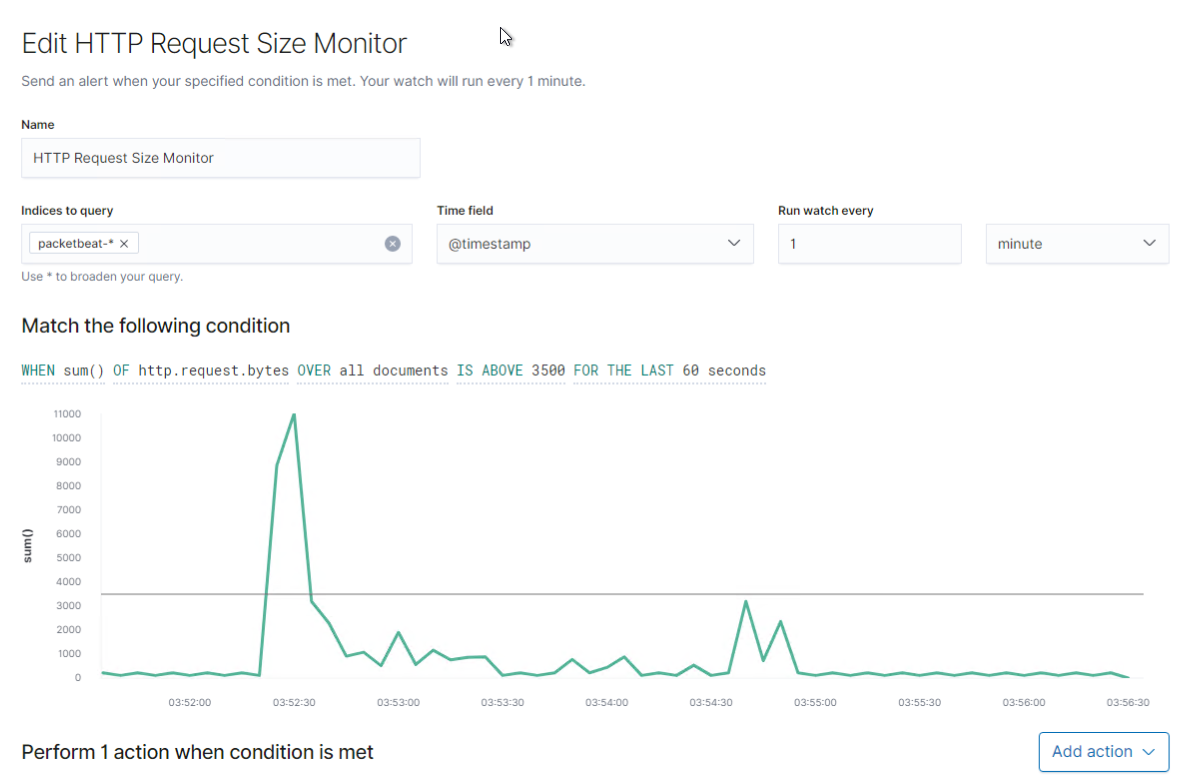 Edit HTTP Request Size Monitor
Send an alert when your specified condition is met. Your watch will run every 1 minute.
Name
HTTP Request Size Monitor
Indices to query
Time field
Run watch every
packetbeat-* ×
@timestamp
1
minute
Use * to broaden your query.
Match the following condition
WHEN sum() OF http.request.bytes OVER all documents IS ABOVE 3500 FOR THE LAST 60 seconds
11000
10000
9000
8000
7000
6000
5000
4000
3000
2000
1000
0
sum()
03:52:00 03:52:30 03:53:00 03:53:30 03:54:00 03:54:30 03:55:00 03:55:30 03:56:00 03:56:30
Perform 1 action when condition is met
Add action